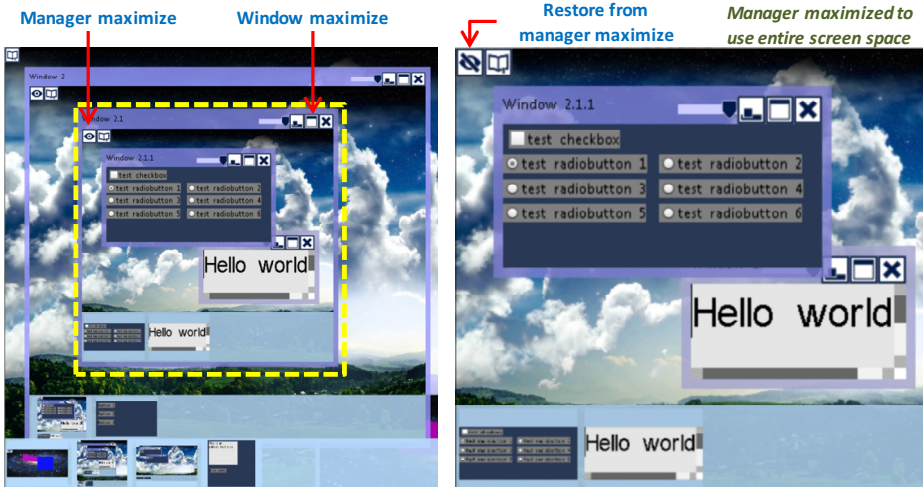 Manager maximize
Window maximize
Restore from
manager maximize
Manager maximized to
use entire screen space
Window 2
Window 2.1
Window 2.1.1
test checkbox
test radiobutton 1
test radiobutton 2
test radiobutton 3
test radiobutton 4
test radiobutton 5
test radiobutton 6
Hello world
Hello world
Window 2.1.1
test checkbox
test radiobutton 1
test radiobutton 2
test radiobutton 3
test radiobutton 4
test radiobutton 5
test radiobutton 6
Hello world
Hello world